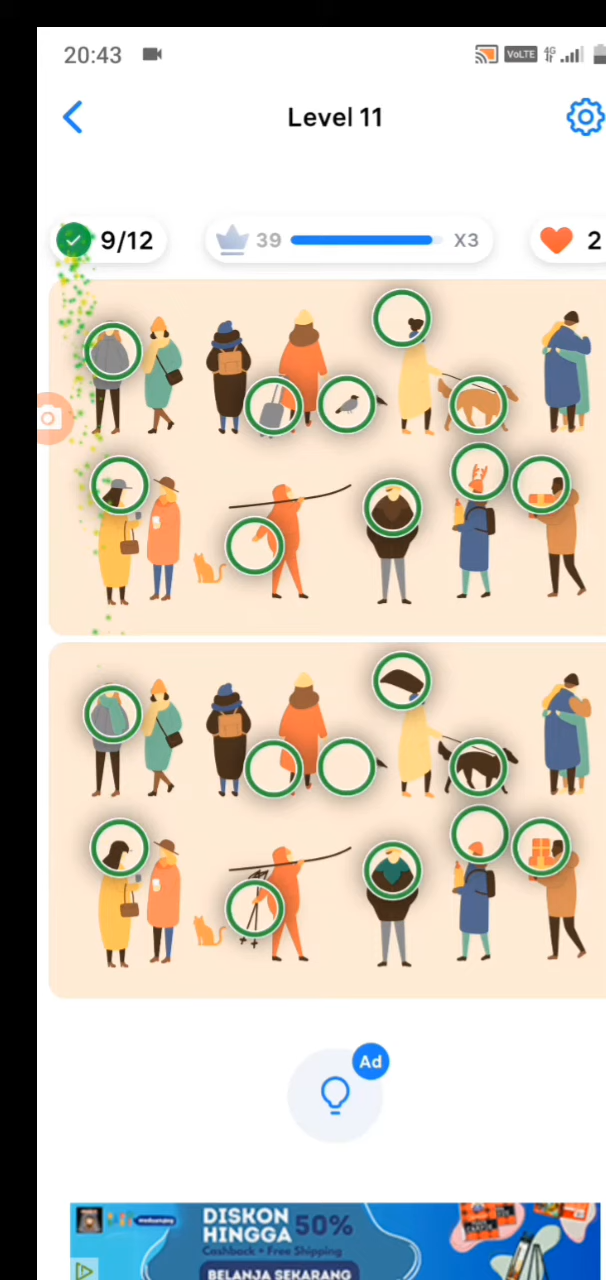 20:43
VoLTE 4G
Level 11
9/12
39
X3
2
Ad
DISKON
HINGGA 50%
Cashback • Free Shipping
BELANJA SEKARANG